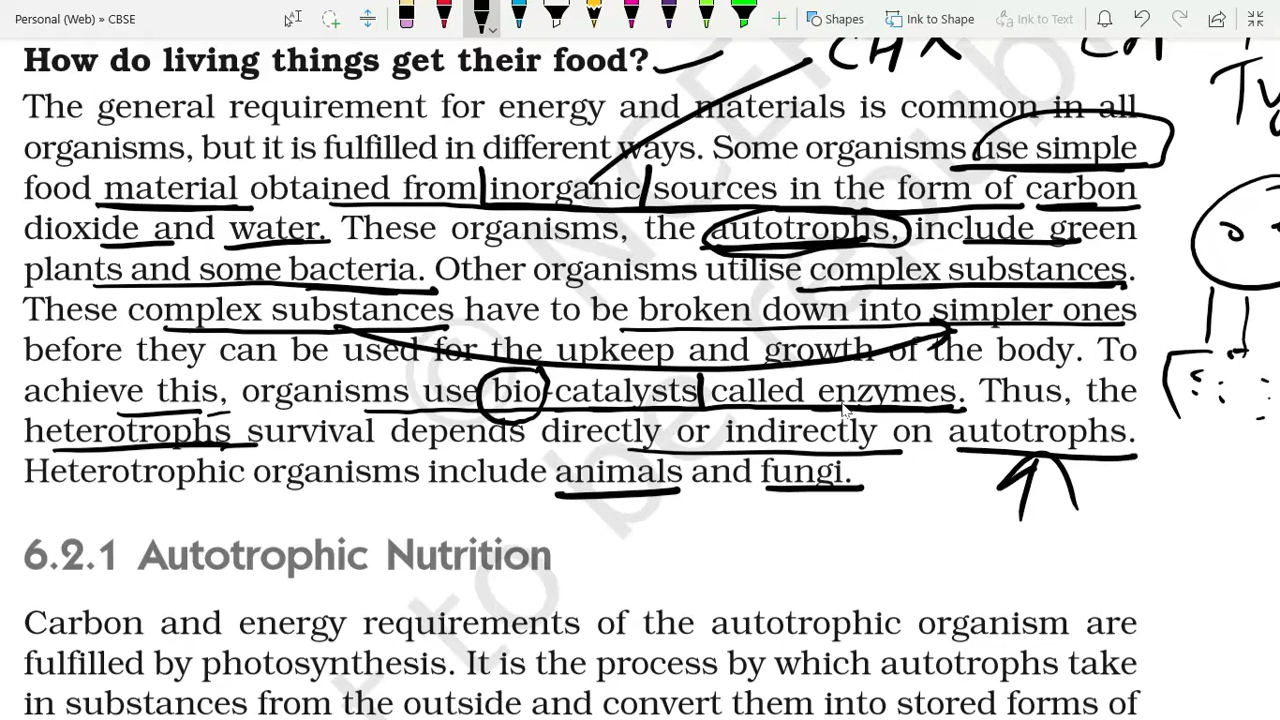 Personal (Web) » CBSE
Shapes Ink to Shape Ink to Text
How do living things get their food?
The general requirement for energy and materials is common in all
organisms, but it is fulfilled in different ways. Some organisms use simple
food material obtained from inorganic sources in the form of carbon
dioxide and water. These organisms, the autotrophs, include green
plants and some bacteria. Other organisms utilise complex substances.
These complex substances have to be broken down into simpler ones
before they can be used for the upkeep and growth of the body. To
achieve this, organisms use bio-catalysts called enzymes. Thus, the
heterotrophs survival depends directly or indirectly on autotrophs.
Heterotrophic organisms include animals and fungi.
6.2.1 Autotrophic Nutrition
Carbon and energy requirements of the autotrophic organism are
fulfilled by photosynthesis. It is the process by which autotrophs take
in substances from the outside and convert them into stored forms of